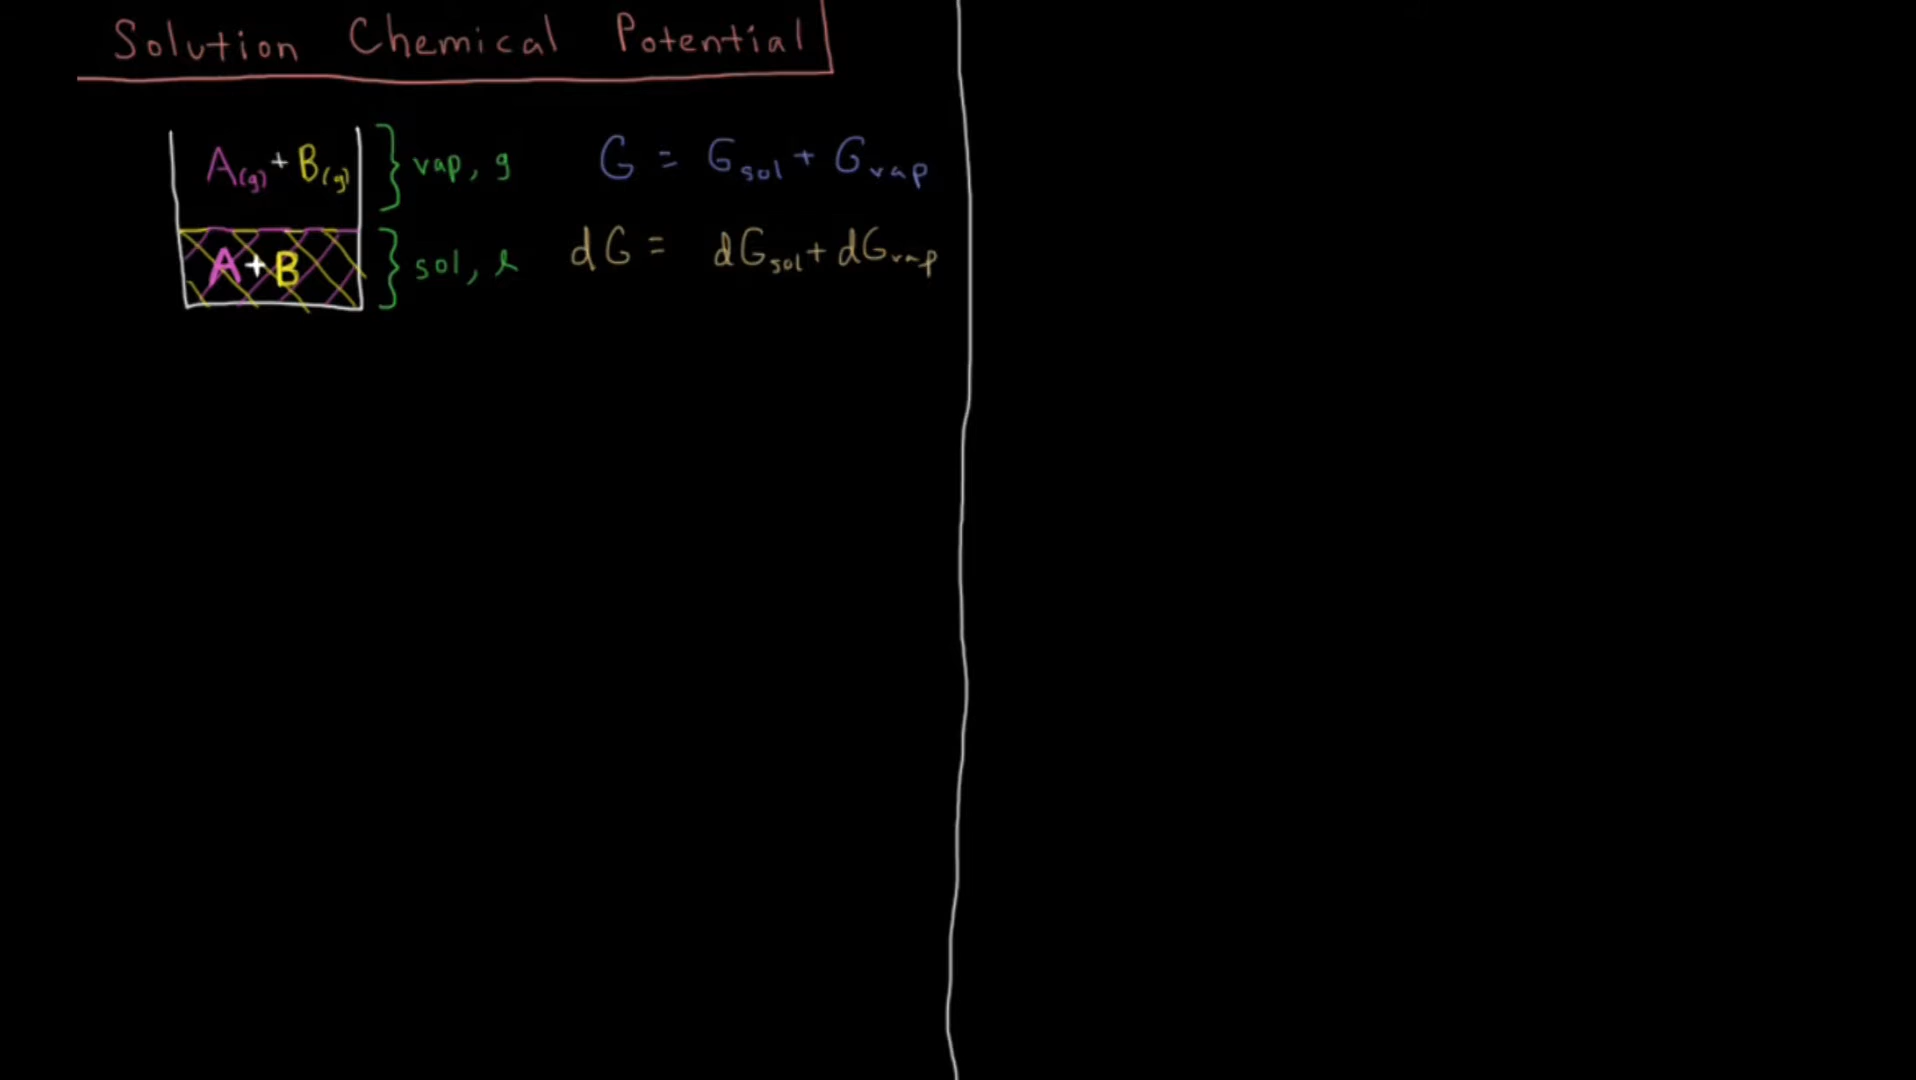 Solution Chemical Potential
A(g) + B(g) } vap, g
G = Gsol + Gvap
A + B } sol, l
dG = dGsol + dGvap